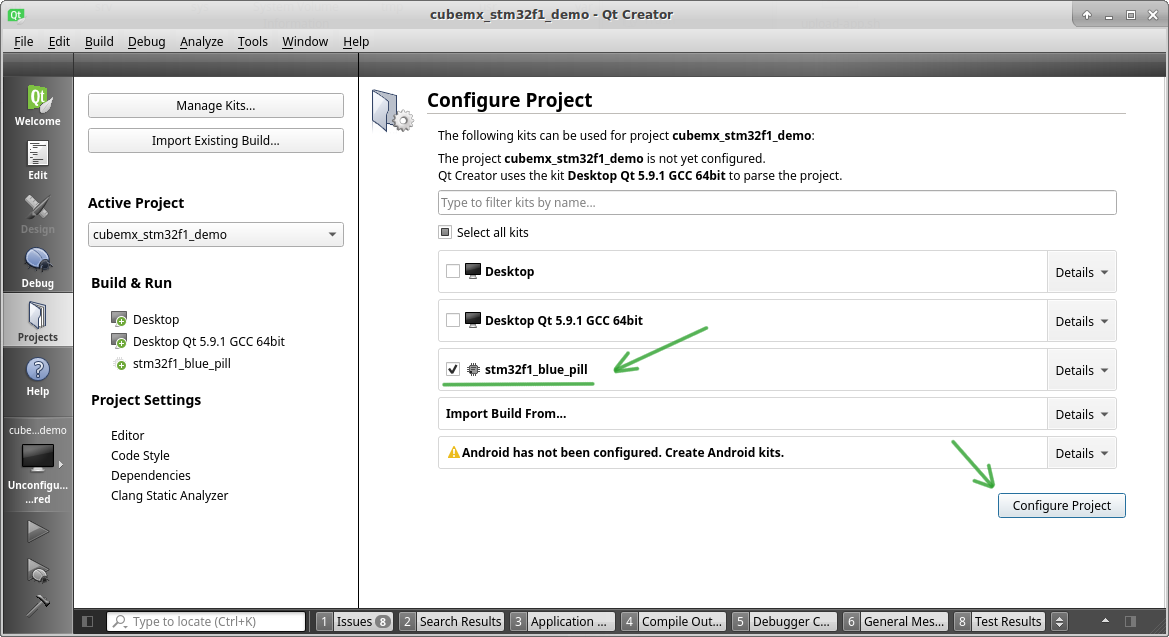 cubemx_stm32f1_demo - Qt Creator
File Edit Build Debug Analyze Tools Window Help
Qt
Welcome
Edit
Design
Debug
Projects
Help
cube...demo
Unconfigu...
...red
Manage Kits...
Import Existing Build...
Active Project
cubemx_stm32f1_demo
Build & Run
Desktop
Desktop Qt 5.9.1 GCC 64bit
stm32f1_blue_pill
Project Settings
Editor
Code Style
Dependencies
Clang Static Analyzer
Configure Project
The following kits can be used for project cubemx_stm32f1_demo:
The project cubemx_stm32f1_demo is not yet configured.
Qt Creator uses the kit Desktop Qt 5.9.1 GCC 64bit to parse the project.
Type to filter kits by name...
Select all kits
Desktop Details
Desktop Qt 5.9.1 GCC 64bit Details
stm32f1_blue_pill Details
Import Build From... Details
Android has not been configured. Create Android kits. Details
Configure Project
Type to locate (Ctrl+K) 1 Issues 8 2 Search Results 3 Application ... 4 Compile Out... 5 Debugger C... 6 General Mes... 8 Test Results